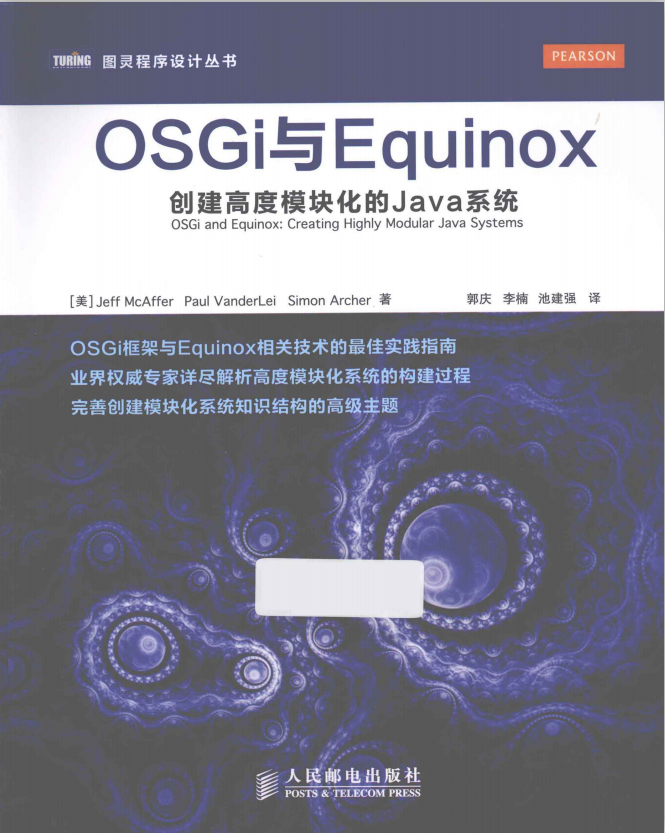 TURING 图灵程序设计丛书
PEARSON
OSGi与Equinox
创建高度模块化的Java系统
OSGi and Equinox: Creating Highly Modular Java Systems
[美] Jeff McAffer Paul VanderLei Simon Archer 著 郭庆 李楠 池建强 译
OSGi框架与Equinox相关技术的最佳实践指南
业界权威专家详尽解析高度模块化系统的构建过程
完善创建模块化系统知识结构的高级主题
人民邮电出版社
POSTS & TELECOM PRESS